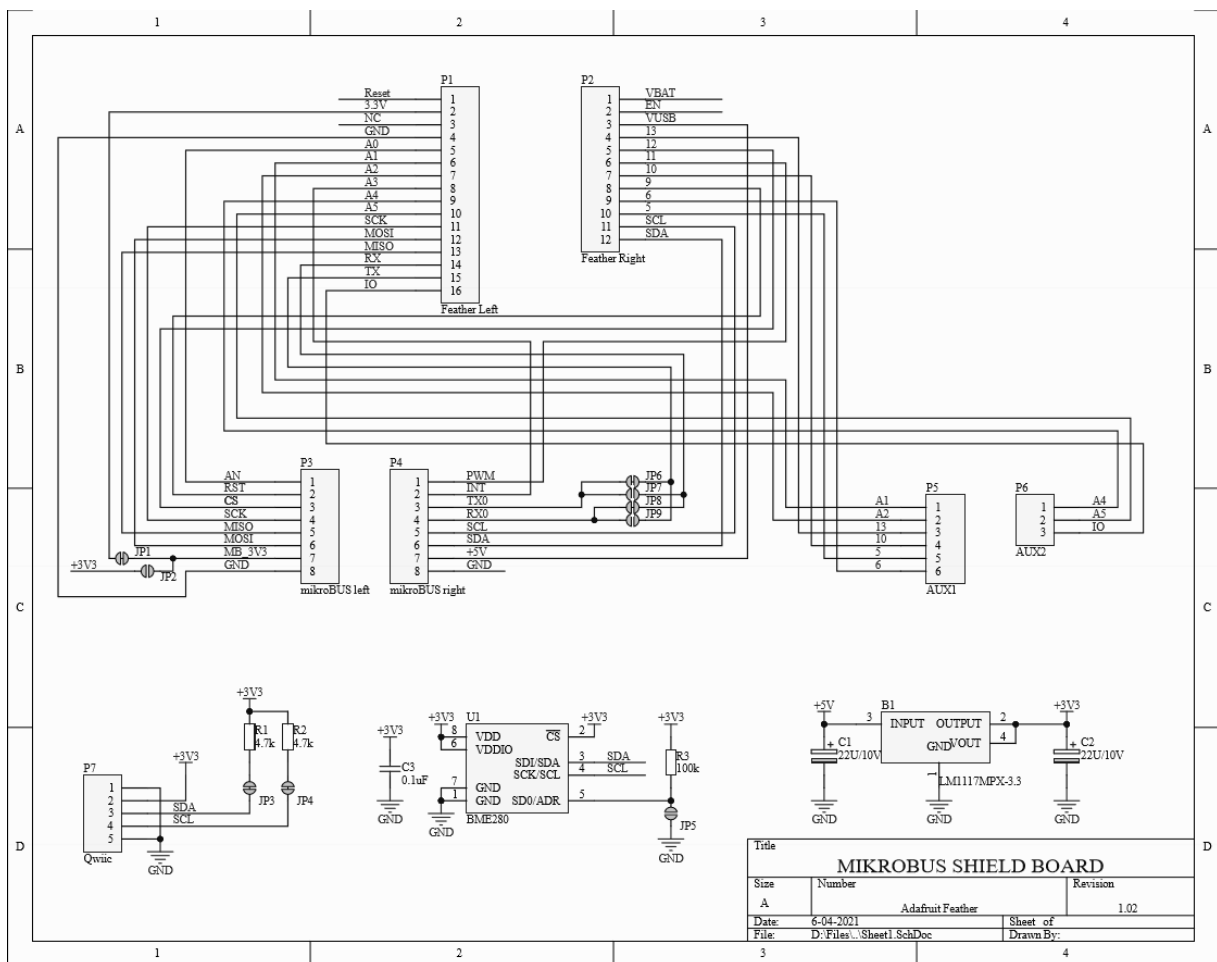 1 2 3 4
A A
B B
C C
D D
P1
Reset 1
3.3V 2
NC 3
GND 4
A0 5
A1 6
A2 7
A3 8
A4 9
A5 10
SCK 11
MOSI 12
MISO 13
RX 14
TX 15
IO 16
Feather Left
P2
1 VBAT
2 EN
3 VUSB
4 13
5 12
6 11
7 10
8 9
9 6
10 5
11 SCL
12 SDA
Feather Right
P3
AN 1
RST 2
CS 3
SCK 4
MISO 5
MOSI 6
MB_3V3 7
GND 8
mikroBUS left
JP1
+3V3
JP2
P4
1 PWM
2 INT
3 TX0
4 RX0
5 SCL
6 SDA
7 +5V
8 GND
mikroBUS right
JP6
JP7
JP8
JP9
P5
A1 1
A2 2
13 3
10 4
5 5
6 6
AUX1
P6
1 A4
2 A5
3 IO
AUX2
+3V3
R1
4.7k
R2
4.7k
JP3
JP4
+3V3
P7
1
2
3 SDA
4 SCL
5
Qwiic
GND
+3V3
C3
0.1uF
GND
+3V3
U1
8 VDD
6 VDDIO
7 GND
1 GND
CS 2
SDI/SDA 3 SDA
SCK/SCL 4 SCL
SD0/ADR 5
BME280
GND
+3V3
+3V3
R3
100k
JP5
GND
+5V
C1
22U/10V
GND
B1
3 INPUT OUTPUT 2
GND VOUT 4
1
LM1117MPX-3.3
GND
+3V3
C2
22U/10V
GND
Title
MIKROBUS SHIELD BOARD
Size Number Revision
A Adafruit Feather 1.02
Date: 6-04-2021 Sheet of
File: D:\Files\..\Sheet1.SchDoc Drawn By:
1 2 3 4